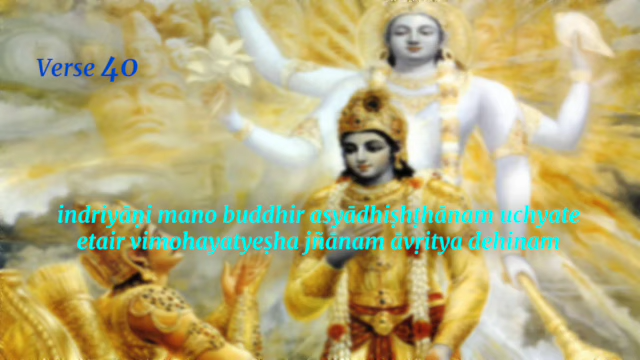 Verse 40
indriyāṇi mano buddhir asyādhiṣhṭhānam uchyate
etair vimohayatyeṣha jñānam āvṛitya dehinam